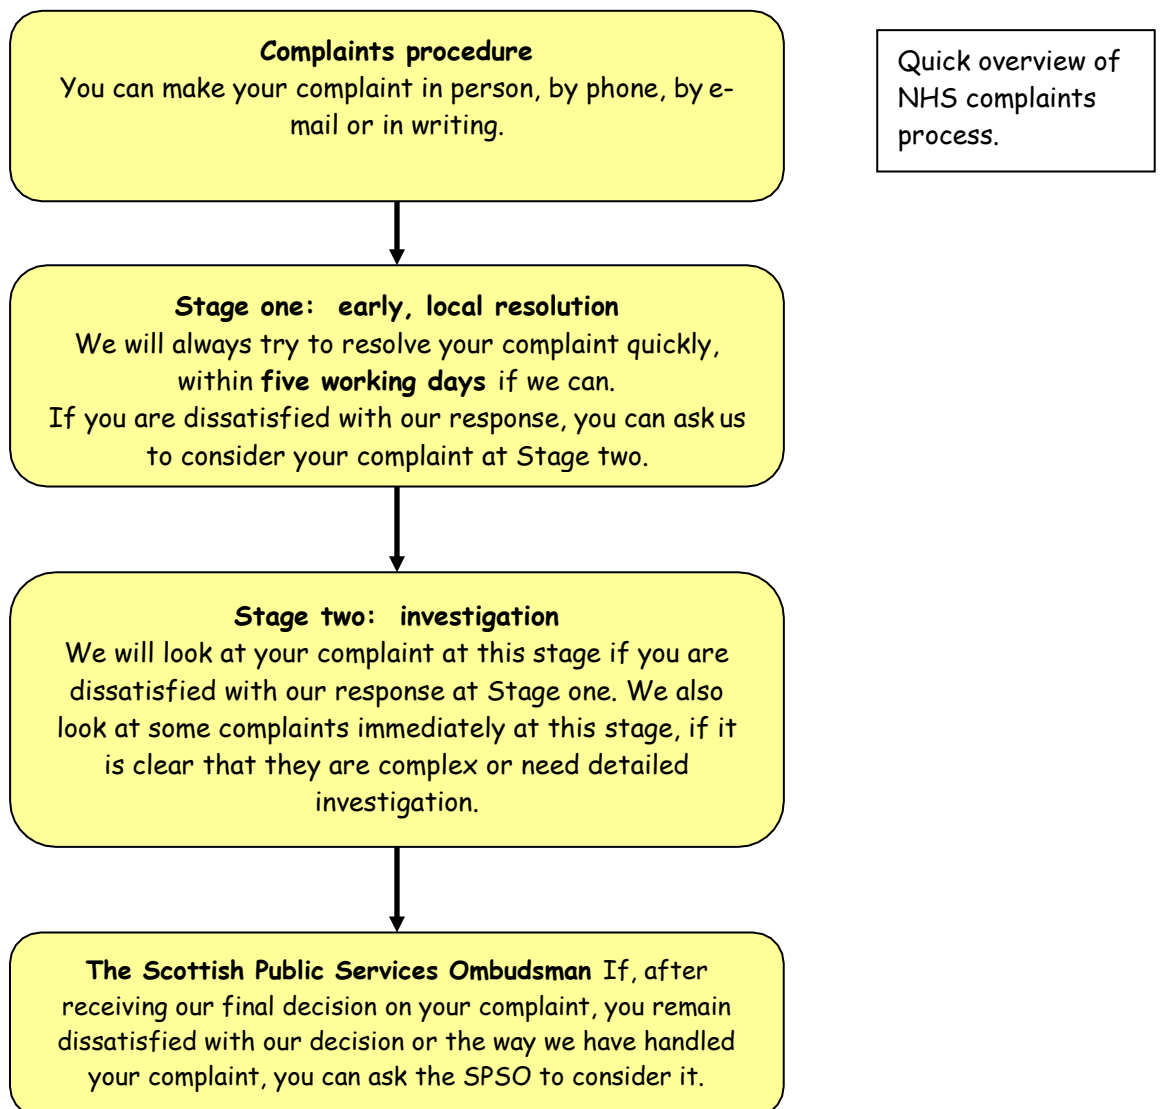 Complaints procedure
You can make your complaint in person, by phone, by e-
mail or in writing.
Quick overview of
NHS complaints
process.
Stage one: early, local resolution
We will always try to resolve your complaint quickly,
within five working days if we can.
If you are dissatisfied with our response, you can ask us
to consider your complaint at Stage two.
Stage two: investigation
We will look at your complaint at this stage if you are
dissatisfied with our response at Stage one. We also
look at some complaints immediately at this stage, if it
is clear that they are complex or need detailed
investigation.
The Scottish Public Services Ombudsman If, after
receiving our final decision on your complaint, you remain
dissatisfied with our decision or the way we have handled
your complaint, you can ask the SPSO to consider it.